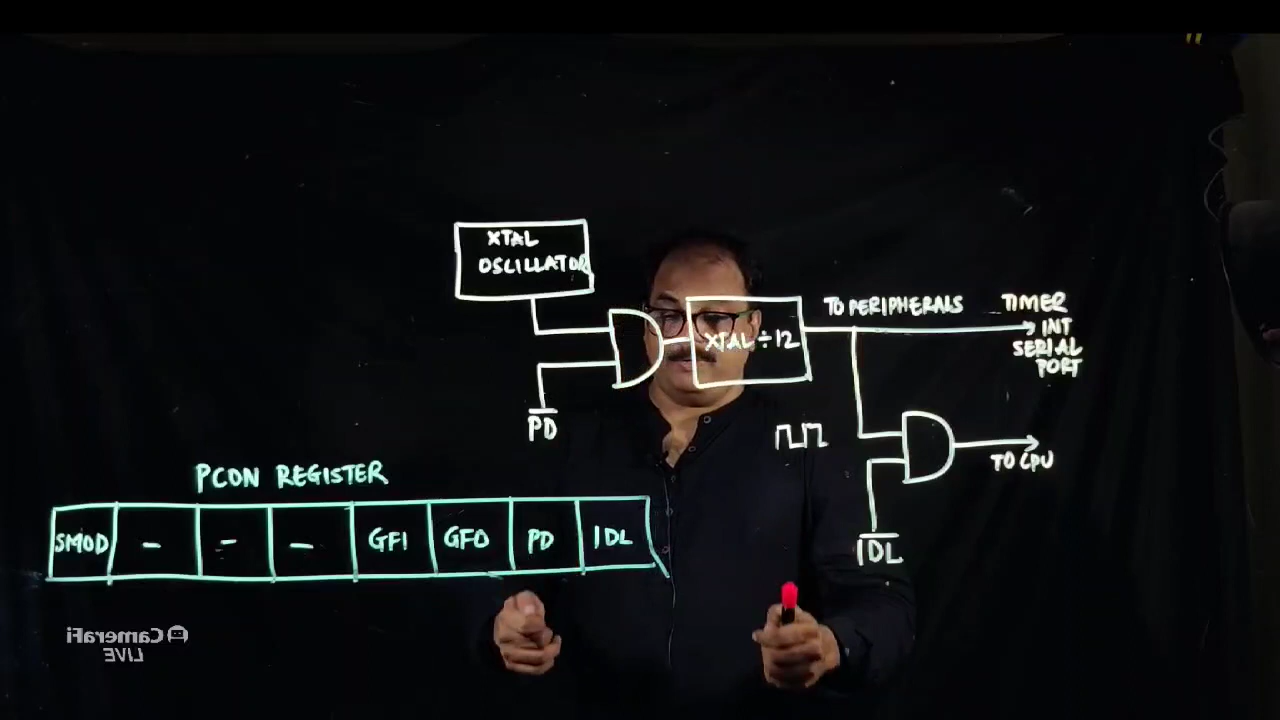 XTAL
OSCILLATOR
XTAL ÷ 12
TO PERIPHERALS
TIMER
INT
SERIAL
PORT
PD
TO CPU
IDL
PCON REGISTER
SMOD - - - GF1 GF0 PD IDL
CameraFi
LIVE